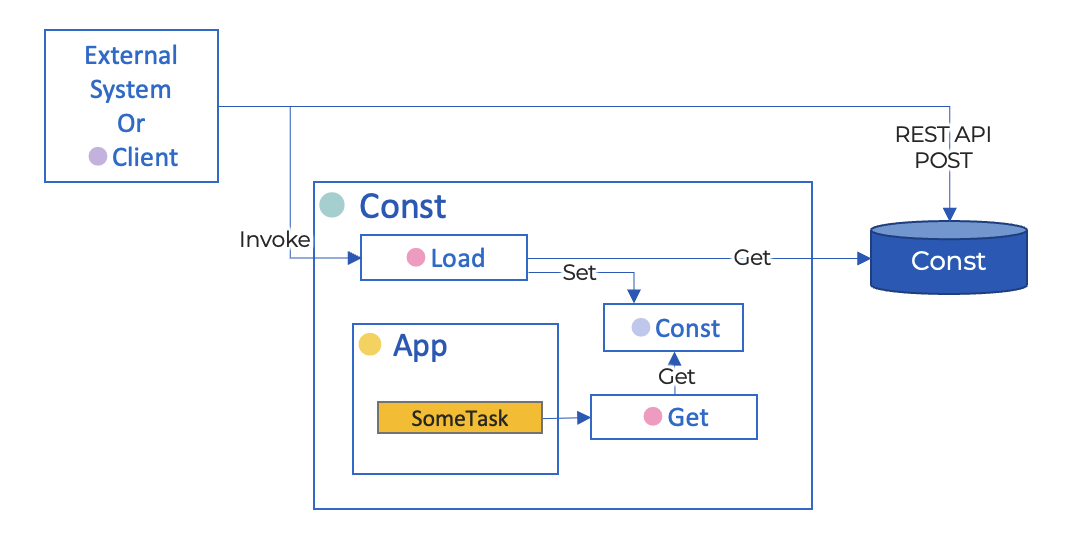 External
System
Or
Client
REST API
POST
Const
Invoke
Load
Get
Const
Set
Const
App
Get
SomeTask
Get